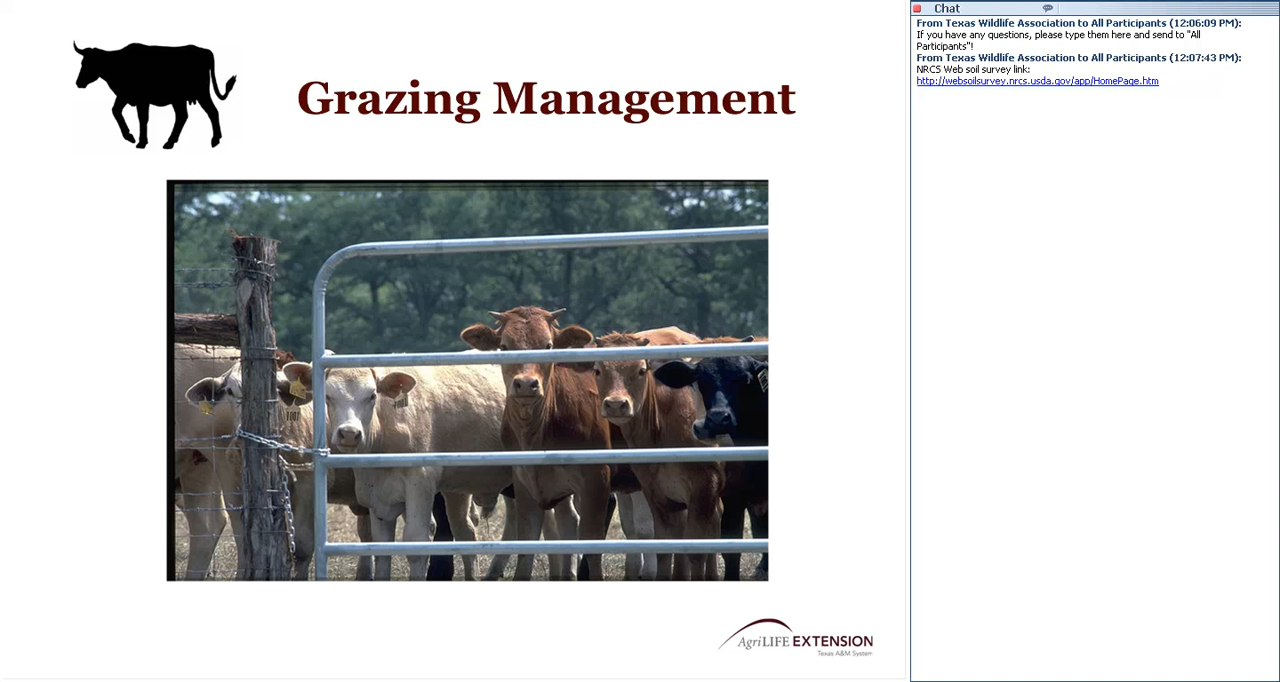 Grazing Management
AgriLIFE EXTENSION
Texas A&M System
Chat
From Texas Wildlife Association to All Participants (12:06:09 PM):
If you have any questions, please type them here and send to "All
Participants"!
From Texas Wildlife Association to All Participants (12:07:43 PM):
NRCS Web soil survey link:
http://websoilsurvey.nrcs.usda.gov/app/HomePage.htm